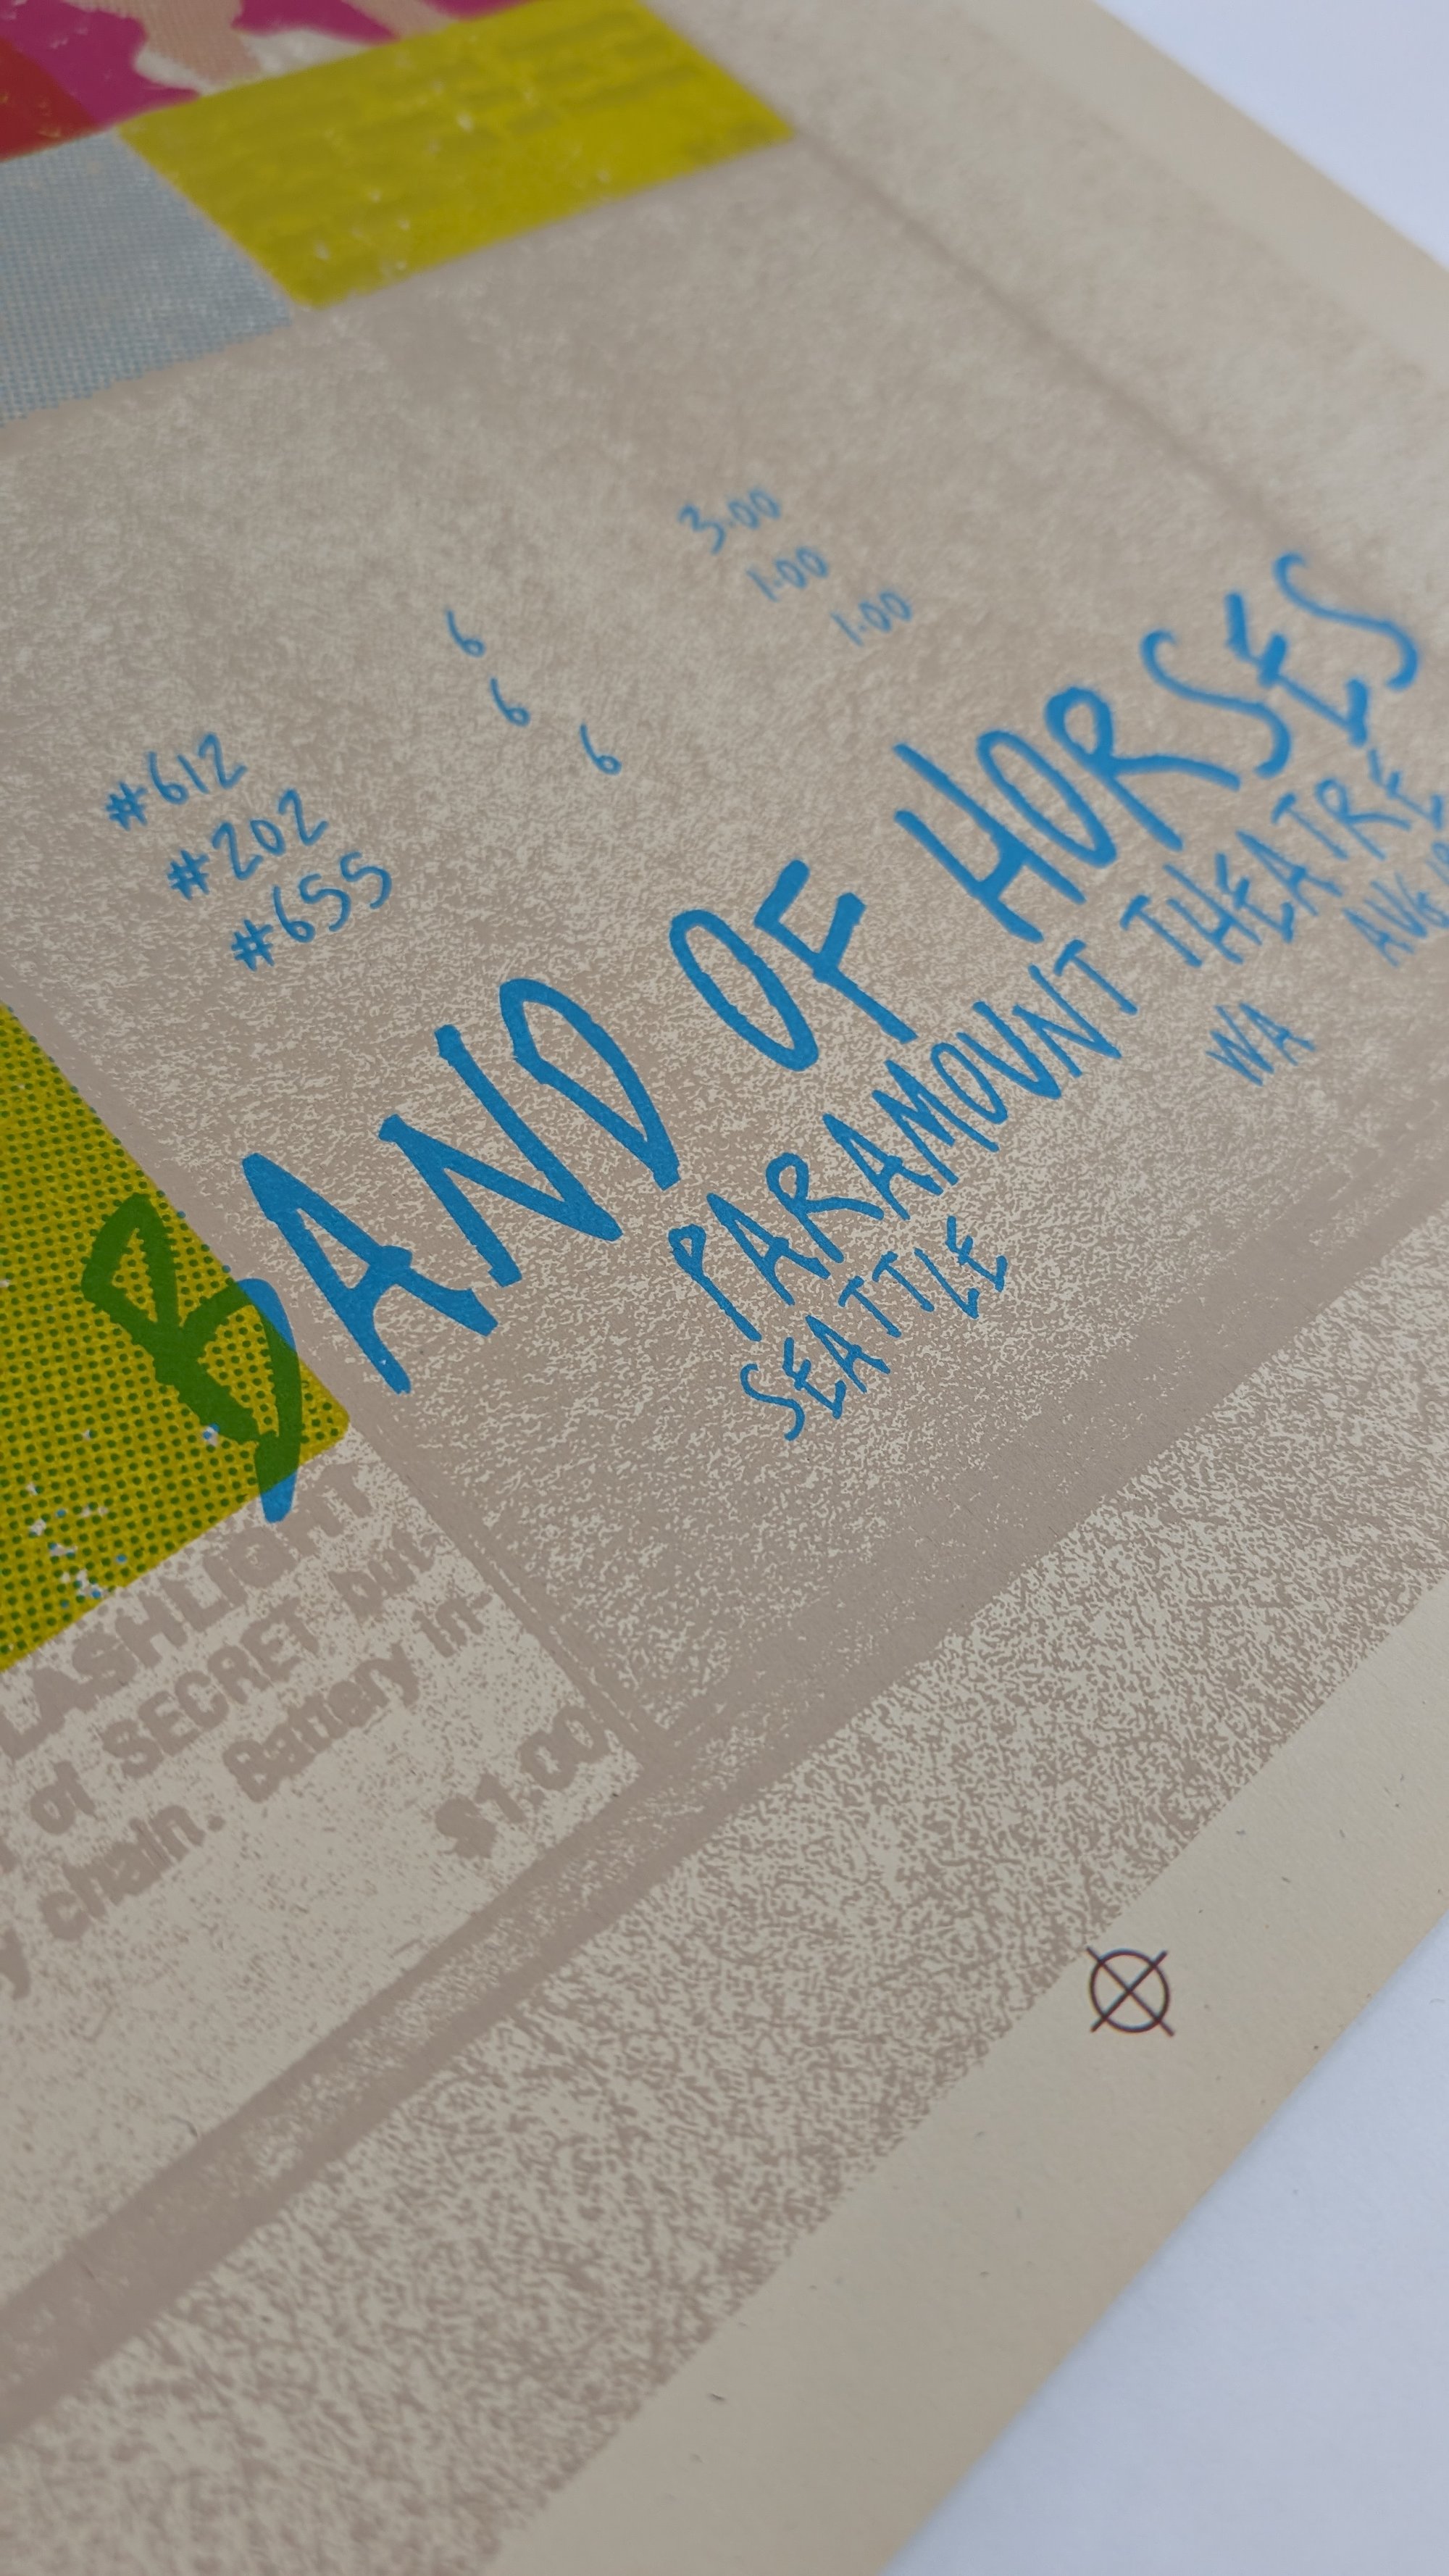 #612 6 3.00
#202 6 1.00
#655 6 1.00
BAND OF HORSES
PARAMOUNT THEATRE
SEATTLE WA
SECRET
chain. Battery in-
$1.00